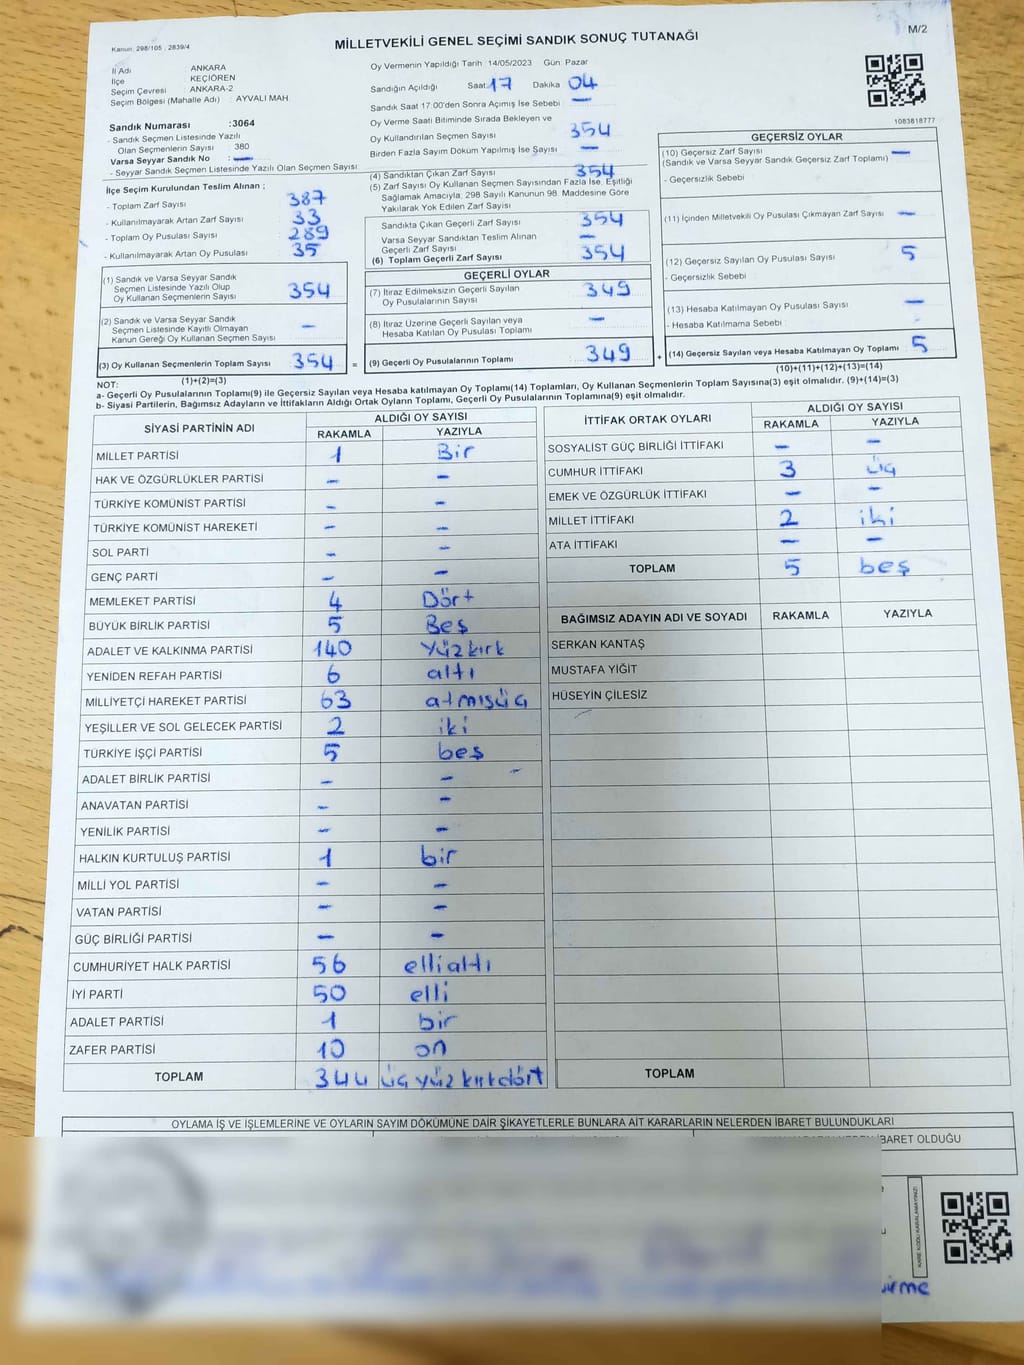 Kanun: 298/105 ; 2839/4
MİLLETVEKİLİ GENEL SEÇİMİ SANDIK SONUÇ TUTANAĞI
M/2
İl Adı ANKARA
İlçe KEÇİÖREN
Seçim Çevresi : ANKARA-2
Seçim Bölgesi (Mahalle Adı) : AYVALI MAH
Sandık Numarası :3064
- Sandık Seçmen Listesinde Yazılı
Olan Seçmenlerin Sayısı 380
Varsa Seyyar Sandık No : –
- Seyyar Sandık Seçmen Listesinde Yazılı Olan Seçmen Sayısı:
Oy Vermenin Yapıldığı Tarih : 14/05/2023 Gün: Pazar
Sandığın Açıldığı Saat: 17 Dakika 04
Sandık Saat 17:00'den Sonra Açımış İse Sebebi : –
Oy Verme Saati Bitiminde Sırada Bekleyen ve
Oy Kullandırılan Seçmen Sayısı 354
Birden Fazla Sayım Döküm Yapılmış İse Sayısı : –
1083818777
İlçe Seçim Kurulundan Teslim Alınan ;
- Toplam Zarf Sayısı : 387
- Kullanılmayarak Artan Zarf Sayısı : 33
- Toplam Oy Pusulası Sayısı : 289
- Kullanılmayarak Artan Oy Pusulası : 35
(4) Sandıktan Çıkan Zarf Sayısı : 354
(5) Zarf Sayısı Oy Kullanan Seçmen Sayısından Fazla İse, Eşitliği
Sağlamak Amacıyla; 298 Sayılı Kanunun 98. Maddesine Göre
Yakılarak Yok Edilen Zarf Sayısı
Sandıkta Çıkan Geçerli Zarf Sayısı : 354
Varsa Seyyar Sandıktan Teslim Alınan
Geçerli Zarf Sayısı : –
(6) Toplam Geçerli Zarf Sayısı : 354
GEÇERSİZ OYLAR
(10) Geçersiz Zarf Sayısı : –
(Sandık ve Varsa Seyyar Sandık Geçersiz Zarf Toplamı)
- Geçersizlik Sebebi :
(11) İçinden Milletvekili Oy Pusulası Çıkmayan Zarf Sayısı : –
(12) Geçersiz Sayılan Oy Pusulası Sayısı : 5
- Geçersizlik Sebebi :
(13) Hesaba Katılmayan Oy Pusulası Sayısı : –
- Hesaba Katılmama Sebebi :
(14) Geçersiz Sayılan veya Hesaba Katılmayan Oy Toplamı : 5
(10)+(11)+(12)+(13)=(14)
(1) Sandık ve Varsa Seyyar Sandık
Seçmen Listesinde Yazılı Olup
Oy Kullanan Seçmenlerin Sayısı : 354
(2) Sandık ve Varsa Seyyar Sandık
Seçmen Listesinde Kayıtlı Olmayan
Kanun Gereği Oy Kullanan Seçmen Sayısı : –
(3) Oy Kullanan Seçmenlerin Toplam Sayısı : 354 =
(1)+(2)=(3)
GEÇERLİ OYLAR
(7) İtiraz Edilmeksizin Geçerli Sayılan
Oy Pusulalarının Sayısı : 349
(8) İtiraz Üzerine Geçerli Sayılan veya
Hesaba Katılan Oy Pusulası Toplamı : –
(9) Geçerli Oy Pusulalarının Toplamı : 349 +
NOT:
a- Geçerli Oy Pusulalarının Toplamı(9) ile Geçersiz Sayılan veya Hesaba katılmayan Oy Toplamı(14) Toplamları, Oy Kullanan Seçmenlerin Toplam Sayısına(3) eşit olmalıdır. (9)+(14)=(3)
b- Siyasi Partilerin, Bağımsız Adayların ve İttifakların Aldığı Ortak Oyların Toplamı, Geçerli Oy Pusulalarının Toplamına(9) eşit olmalıdır.
SİYASİ PARTİNİN ADI ALDIĞI OY SAYISI
RAKAMLA YAZIYLA
MİLLET PARTİSİ 1 Bir
HAK VE ÖZGÜRLÜKLER PARTİSİ – –
TÜRKİYE KOMÜNİST PARTİSİ – –
TÜRKİYE KOMÜNİST HAREKETİ – –
SOL PARTİ – –
GENÇ PARTİ – –
MEMLEKET PARTİSİ 4 Dört
BÜYÜK BİRLİK PARTİSİ 5 Beş
ADALET VE KALKINMA PARTİSİ 140 Yüzkırk
YENİDEN REFAH PARTİSİ 6 altı
MİLLİYETÇİ HAREKET PARTİSİ 63 atmışüç
YEŞİLLER VE SOL GELECEK PARTİSİ 2 iki
TÜRKİYE İŞÇİ PARTİSİ 5 beş
ADALET BİRLİK PARTİSİ – –
ANAVATAN PARTİSİ – –
YENİLİK PARTİSİ – –
HALKIN KURTULUŞ PARTİSİ 1 bir
MİLLİ YOL PARTİSİ – –
VATAN PARTİSİ – –
GÜÇ BİRLİĞİ PARTİSİ – –
CUMHURİYET HALK PARTİSİ 56 elli altı
İYİ PARTİ 50 elli
ADALET PARTİSİ 1 bir
ZAFER PARTİSİ 10 on
TOPLAM 344 üç yüz kırkdört
İTTİFAK ORTAK OYLARI ALDIĞI OY SAYISI
RAKAMLA YAZIYLA
SOSYALİST GÜÇ BİRLİĞİ İTTİFAKI – –
CUMHUR İTTİFAKI 3 üç
EMEK VE ÖZGÜRLÜK İTTİFAKI – –
MİLLET İTTİFAKI 2 iki
ATA İTTİFAKI – –
TOPLAM 5 beş
BAĞIMSIZ ADAYIN ADI VE SOYADI RAKAMLA YAZIYLA
SERKAN KANTAŞ
MUSTAFA YİĞİT
HÜSEYİN ÇİLESİZ
TOPLAM
OYLAMA İŞ VE İŞLEMLERİNE VE OYLARIN SAYIM DÖKÜMÜNE DAİR ŞİKAYETLERLE BUNLARA AİT KARARLARIN NELERDEN İBARET BULUNDUKLARI
İBARET OLDUĞU
KARE KODU KARALAMAYINIZ!